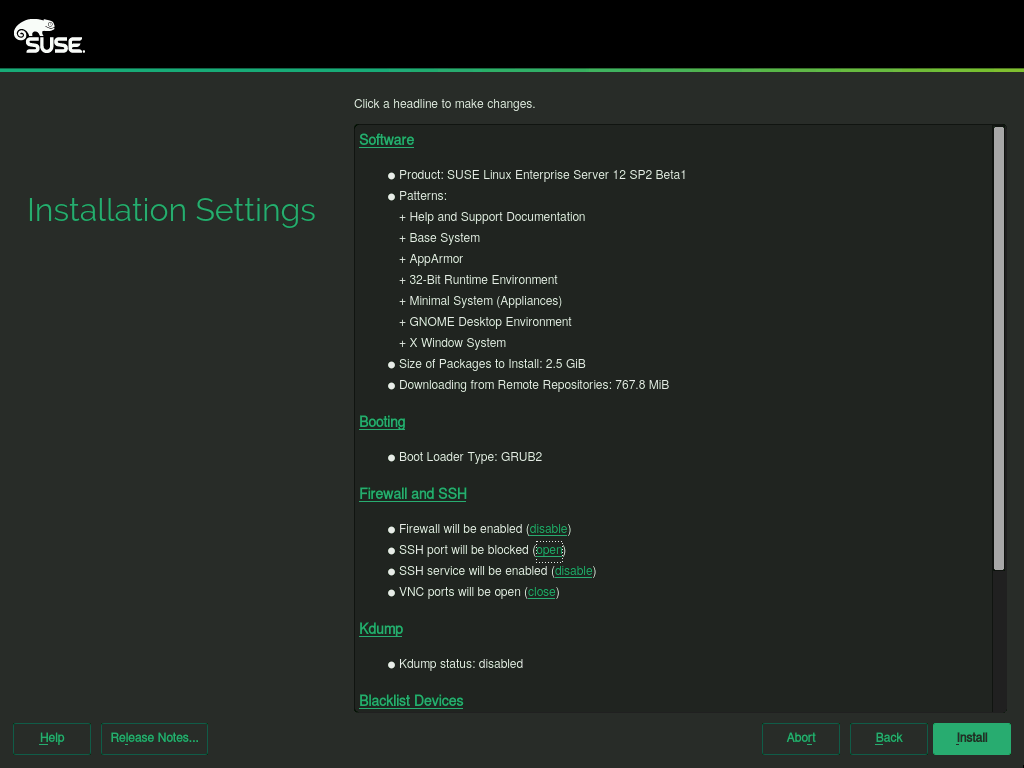 SUSE
Click a headline to make changes.
Installation Settings
Software
● Product: SUSE Linux Enterprise Server 12 SP2 Beta1
● Patterns:
+ Help and Support Documentation
+ Base System
+ AppArmor
+ 32-Bit Runtime Environment
+ Minimal System (Appliances)
+ GNOME Desktop Environment
+ X Window System
● Size of Packages to Install: 2.5 GiB
● Downloading from Remote Repositories: 767.8 MiB
Booting
● Boot Loader Type: GRUB2
Firewall and SSH
● Firewall will be enabled (disable)
● SSH port will be blocked (open)
● SSH service will be enabled (disable)
● VNC ports will be open (close)
Kdump
● Kdump status: disabled
Blacklist Devices
Help Release Notes... Abort Back Install